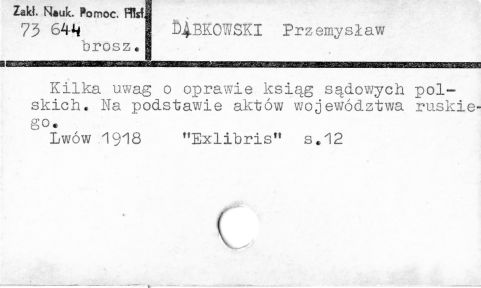 Zakł. Nauk. Pomoc. Hist.
73 644
brosz.
DĄBKOWSKI Przemysław
Kilka uwag o oprawie ksiąg sądowych pol-
skich. Na podstawie aktów województwa ruskie-
go.
Lwów 1918 "Exlibris" s.12